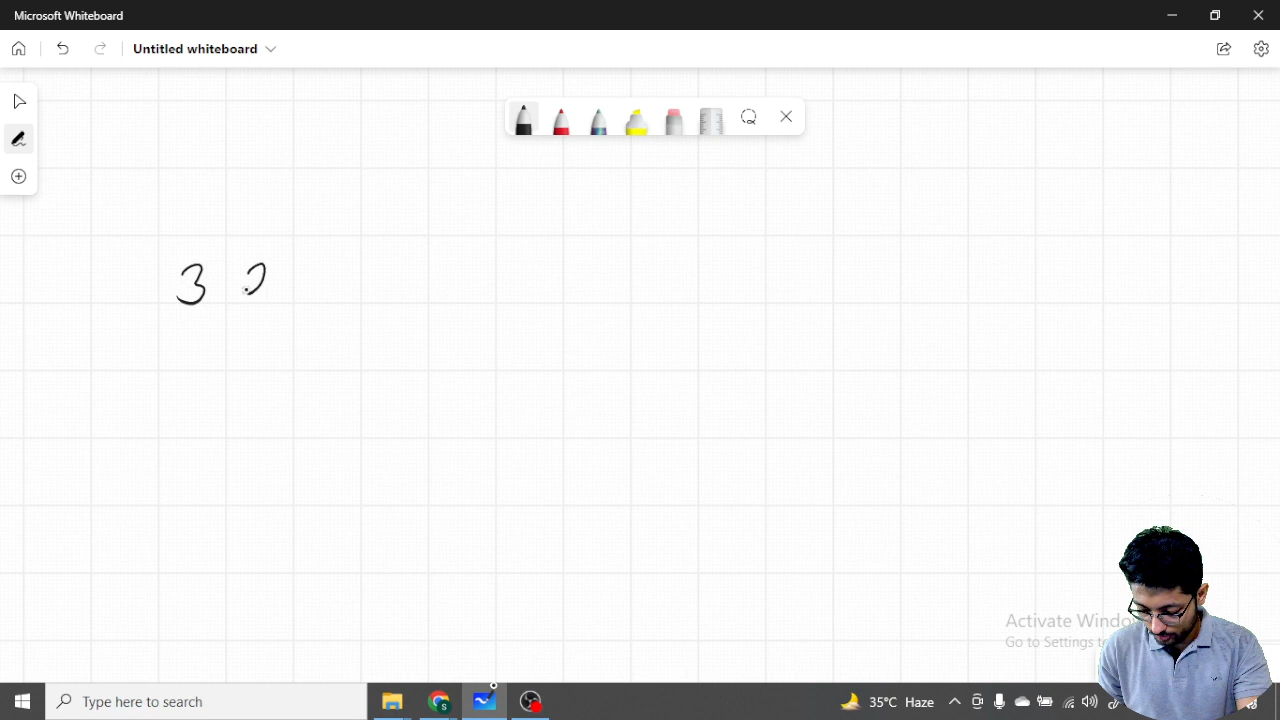 Microsoft Whiteboard
Untitled whiteboard
3
Activate Windo
Go to Settings t
Type here to search
35°C Haze